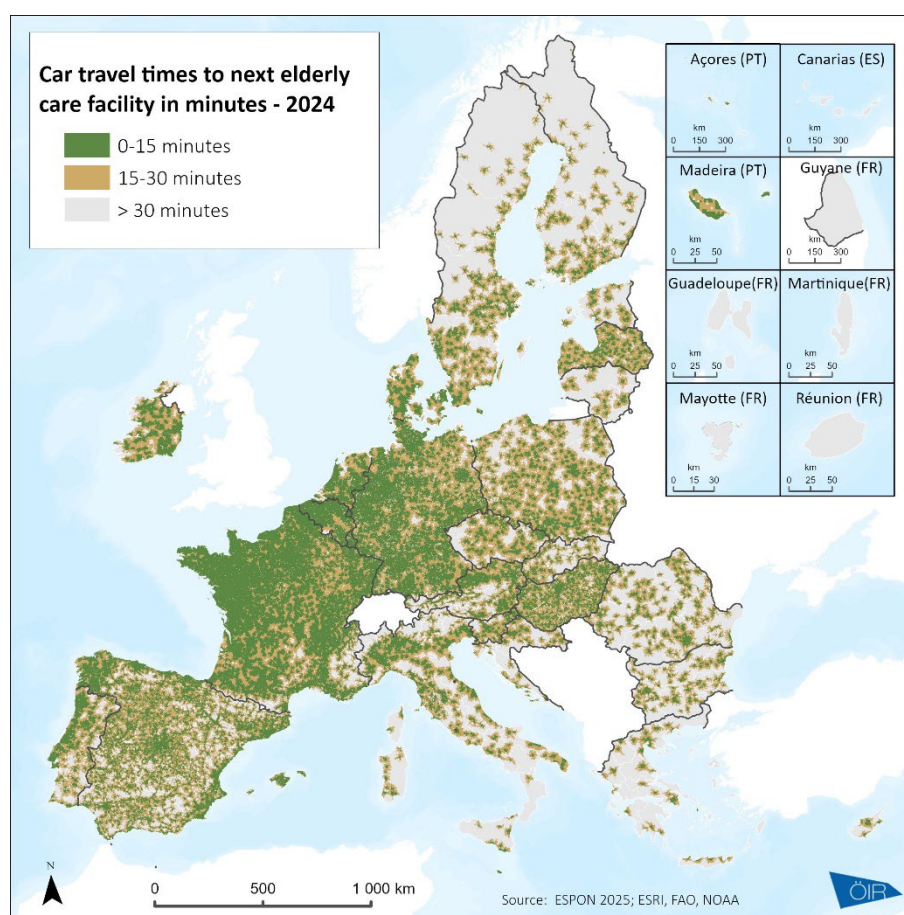 Car travel times to next elderly
care facility in minutes - 2024
0-15 minutes
15-30 minutes
> 30 minutes
Açores (PT)
km
0 150 300
Canarias (ES)
km
0 150 300
Madeira (PT)
km
0 25 50
Guyane (FR)
km
0 150 300
Guadeloupe(FR)
km
0 25 50
Martinique(FR)
km
0 25 50
Mayotte (FR)
km
0 15 30
Réunion (FR)
km
0 25 50
N
0 500 1 000 km
Source: ESPON 2025; ESRI, FAO, NOAA
ÖIR